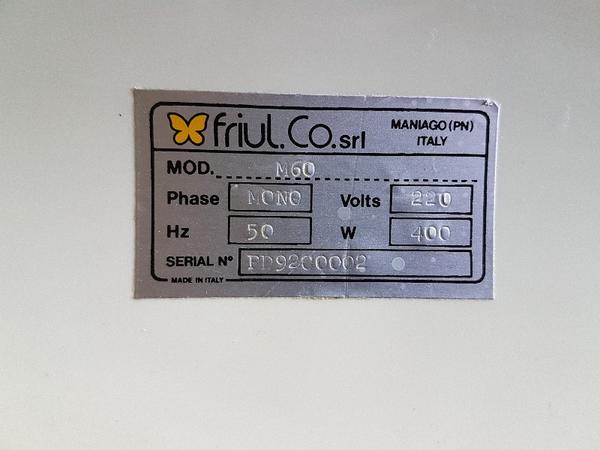 friul.Co.srl
MANIAGO (PN)
ITALY
MOD. M60
Phase MONO Volts 220
Hz 50 W 400
SERIAL N° FD92C0002
MADE IN ITALY